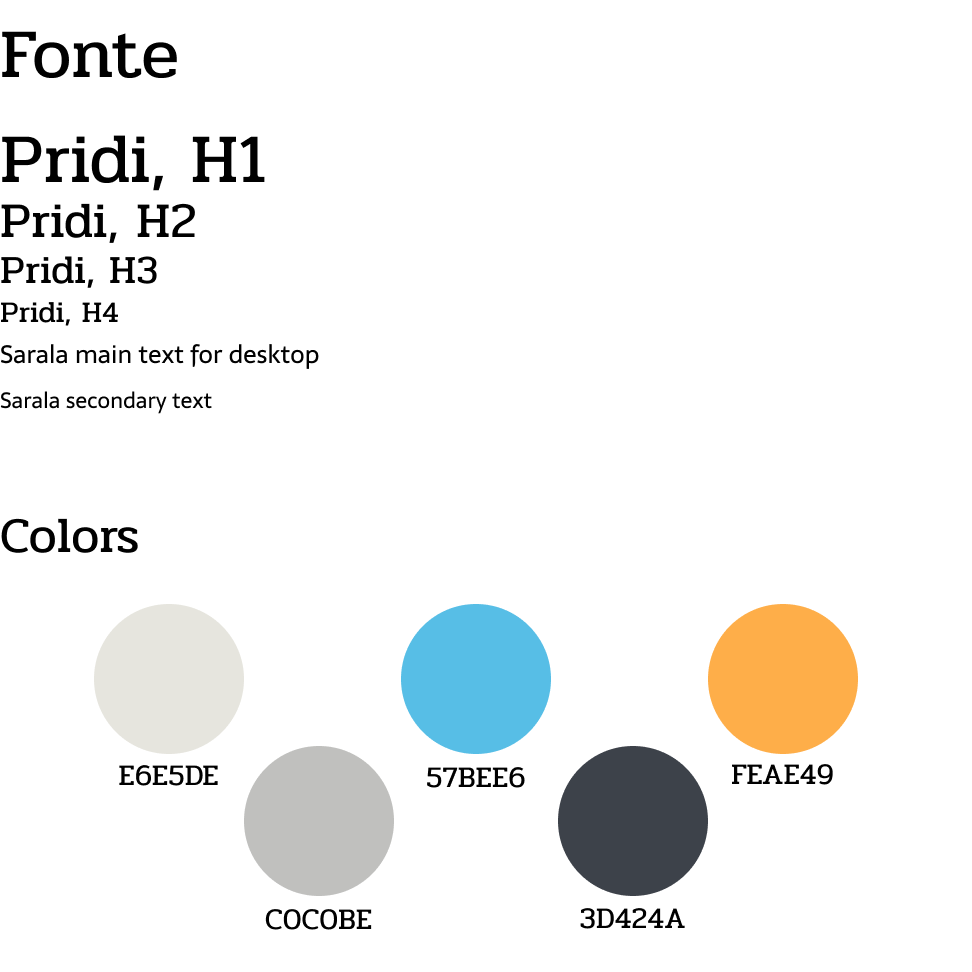 Fonte
Pridi, H1
Pridi, H2
Pridi, H3
Pridi, H4
Sarala main text for desktop
Sarala secondary text
Colors
E6E5DE
57BEE6
FEAE49
C0C0BE
3D424A